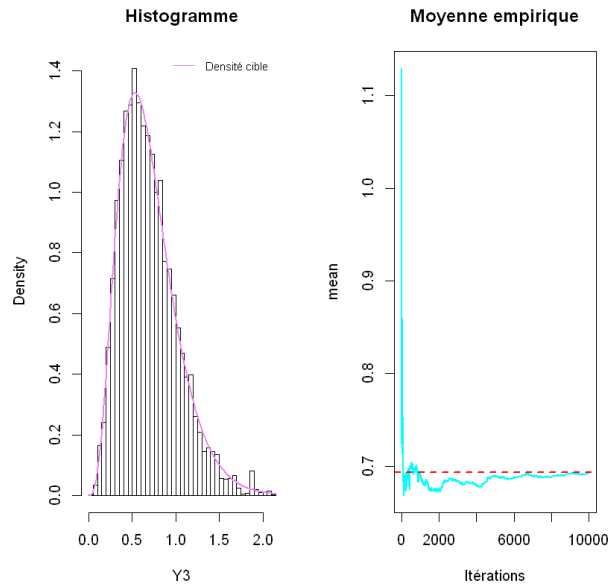 Histogramme
Densité cible
Density
1.4
1.2
1.0
0.8
0.6
0.4
0.2
0.0
0.0 0.5 1.0 1.5 2.0
Y3
Moyenne empirique
mean
1.1
1.0
0.9
0.8
0.7
0 2000 6000 10000
Itérations